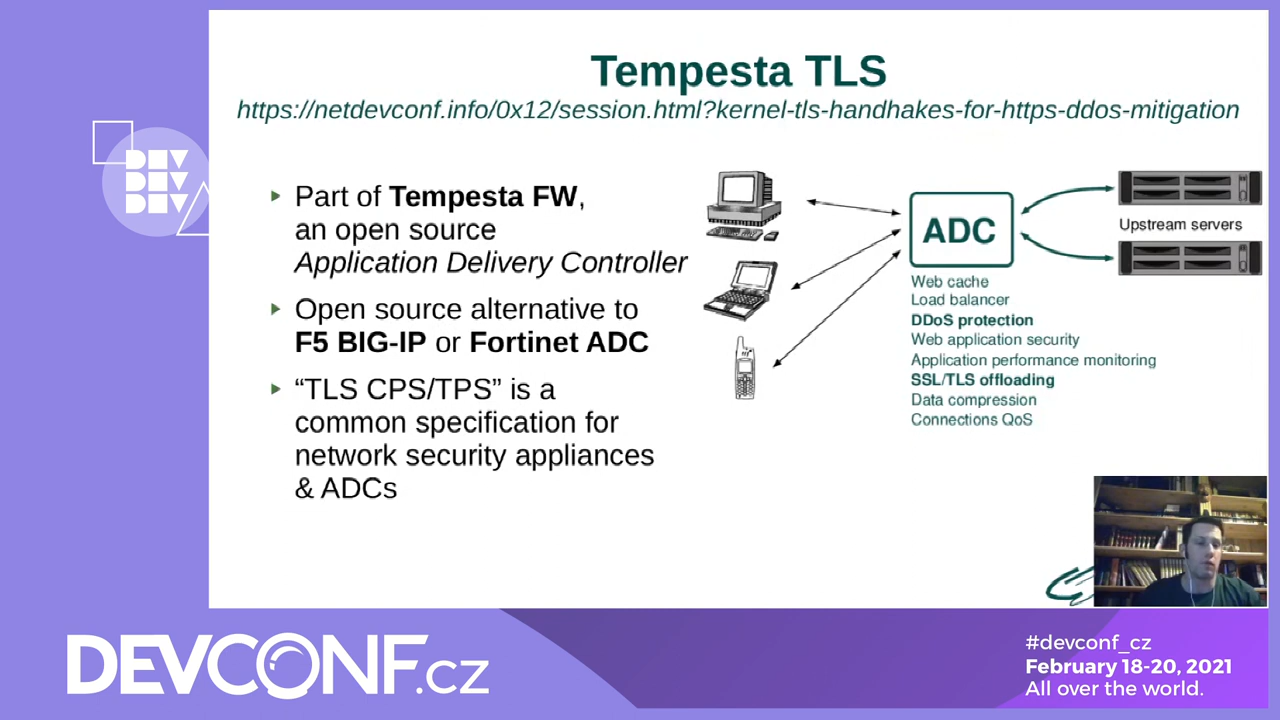 Tempesta TLS
https://netdevconf.info/0x12/session.html?kernel-tls-handhakes-for-https-ddos-mitigation
DEV
DEV
DEV
Part of Tempesta FW,
an open source
Application Delivery Controller
Open source alternative to
F5 BIG-IP or Fortinet ADC
“TLS CPS/TPS” is a
common specification for
network security appliances
& ADCs
ADC
Upstream servers
Web cache
Load balancer
DDoS protection
Web application security
Application performance monitoring
SSL/TLS offloading
Data compression
Connections QoS
DEVCONF.CZ
#devconf_cz
February 18-20, 2021
All over the world.